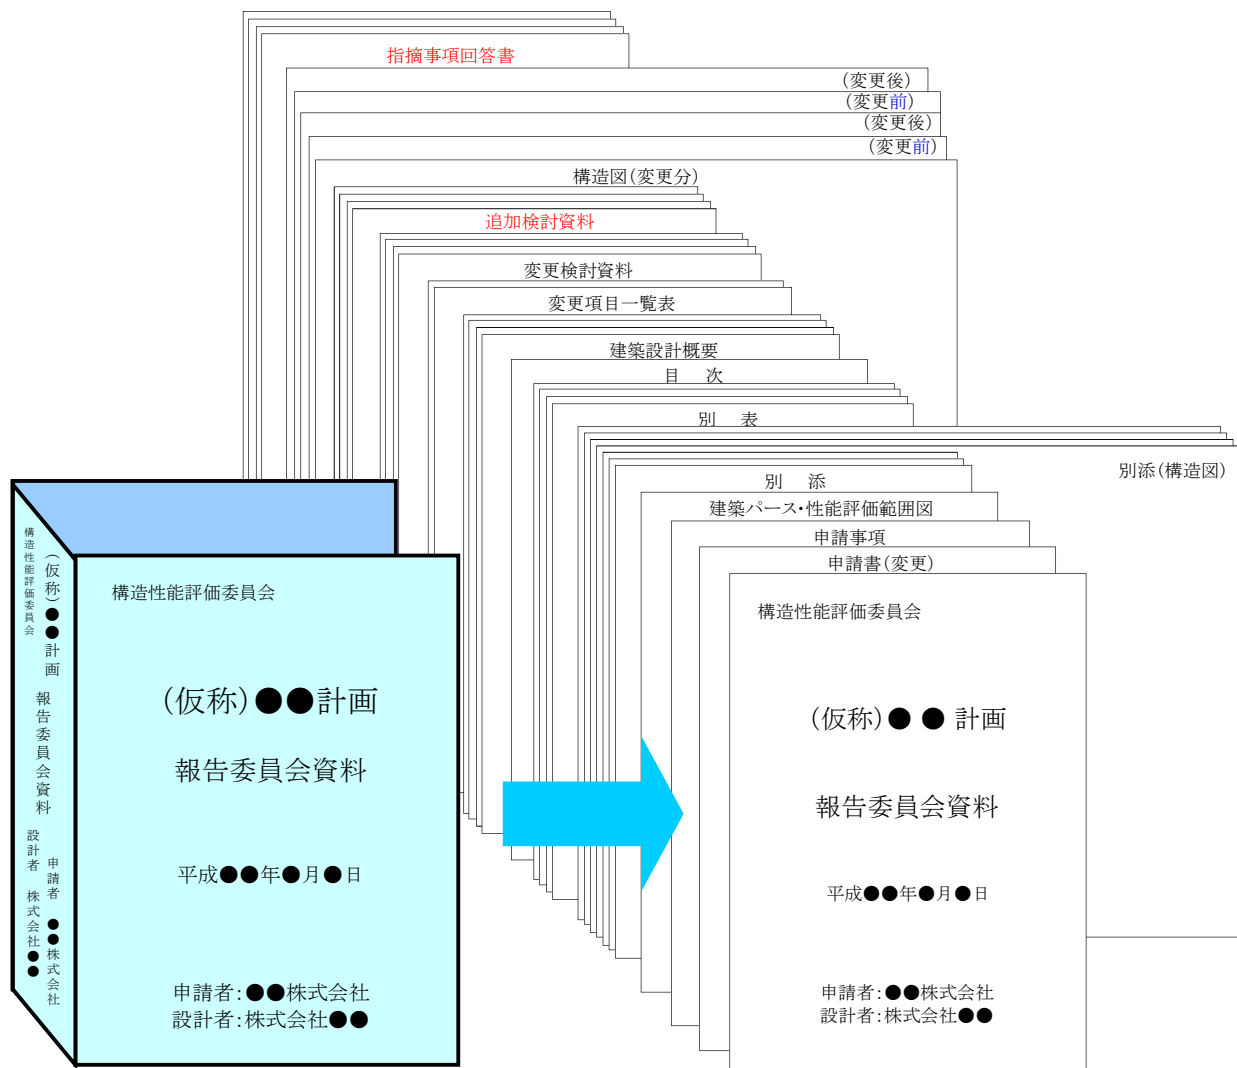 指摘事項回答書
(変更後)
(変更前)
(変更後)
(変更前)
構造図(変更分)
追加検討資料
変更検討資料
変更項目一覧表
建築設計概要
目　次
別　表
別添(構造図)
別　添
建築パース・性能評価範囲図
申請事項
申請書(変更)
構造性能評価委員会
(仮称)●●計画　報告委員会資料
申請者　●●株式会社
設計者　株式会社●●
構造性能評価委員会
(仮称)●●計画
報告委員会資料
平成●●年●月●日
申請者:●●株式会社
設計者:株式会社●●
構造性能評価委員会
(仮称)● ● 計画
報告委員会資料
平成●●年●月●日
申請者:●●株式会社
設計者:株式会社●●